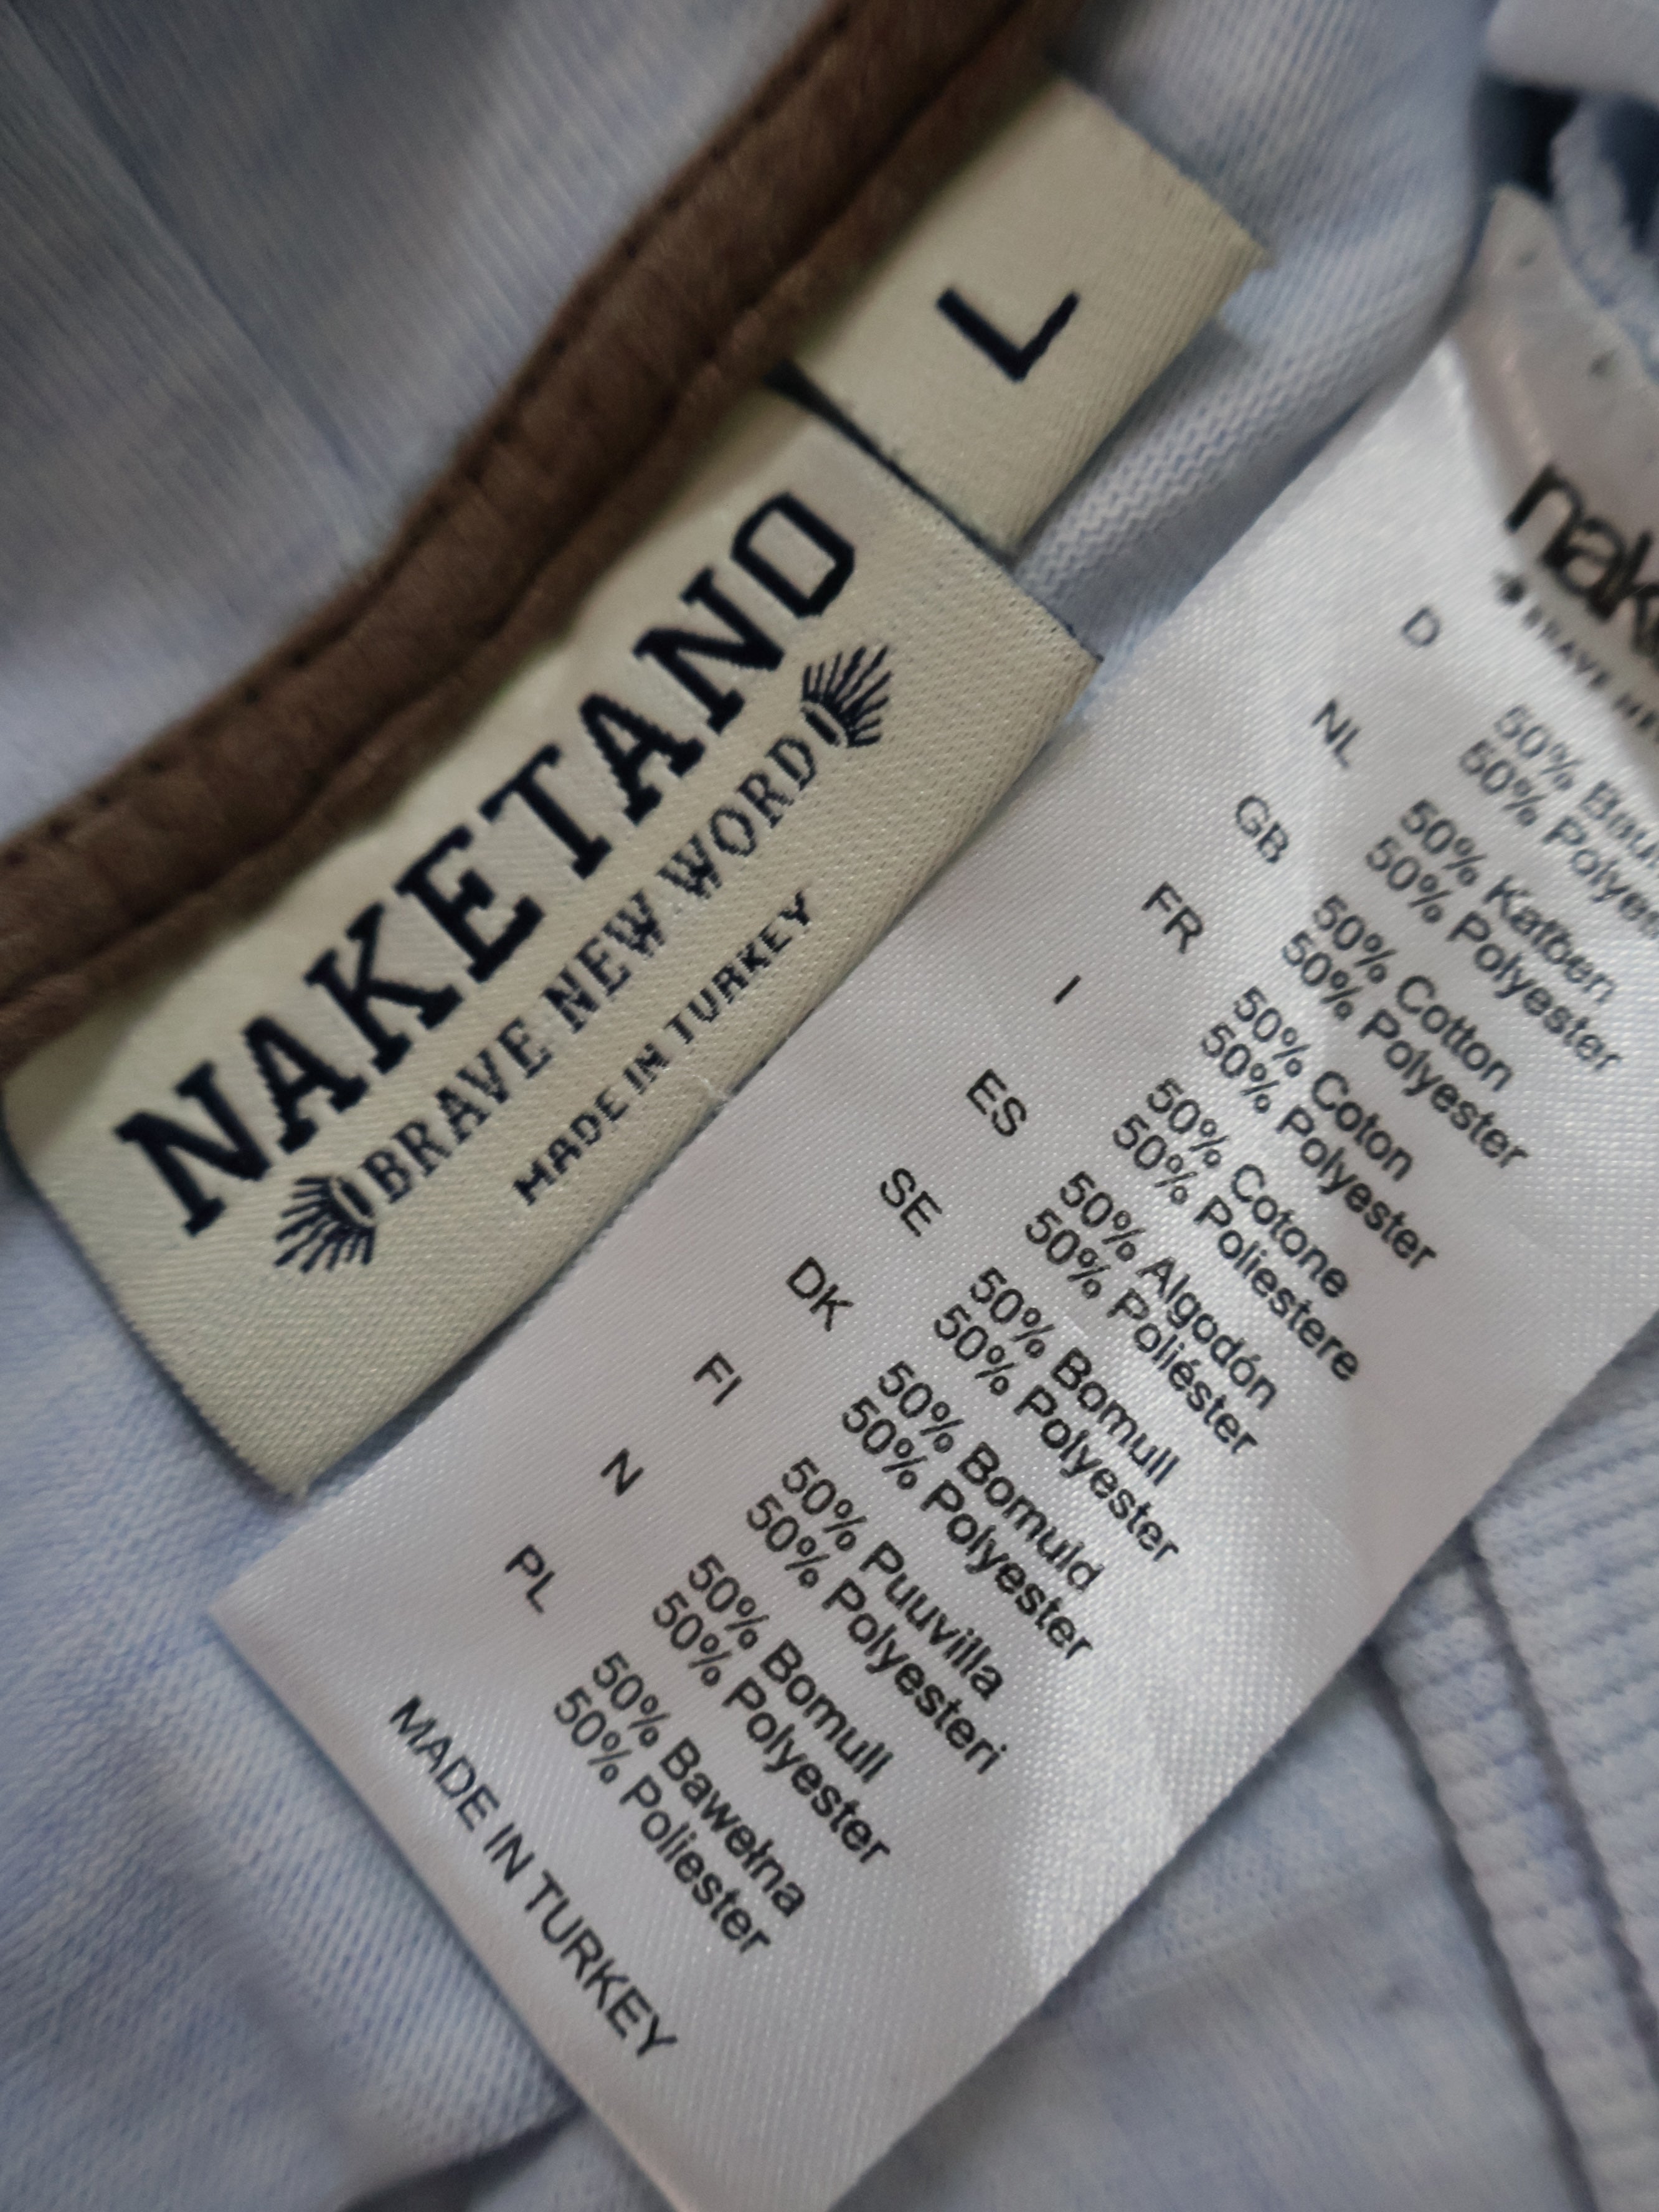 L
NAKETANO
BRAVE NEW WORD
MADE IN TURKEY
D
50%
50%
NL
50% Katoen
50% Polyester
GB
50% Cotton
50% Polyester
FR
50% Coton
50% Polyester
I
50% Cotone
50% Poliestere
ES
50% Algodón
50% Poliéster
SE
50% Bomull
50% Polyester
DK
50% Bomuld
50% Polyester
FI
50% Puuvilla
50% Polyesteri
N
50% Bomull
50% Polyester
PL
50% Bawełna
50% Poliester
MADE IN TURKEY